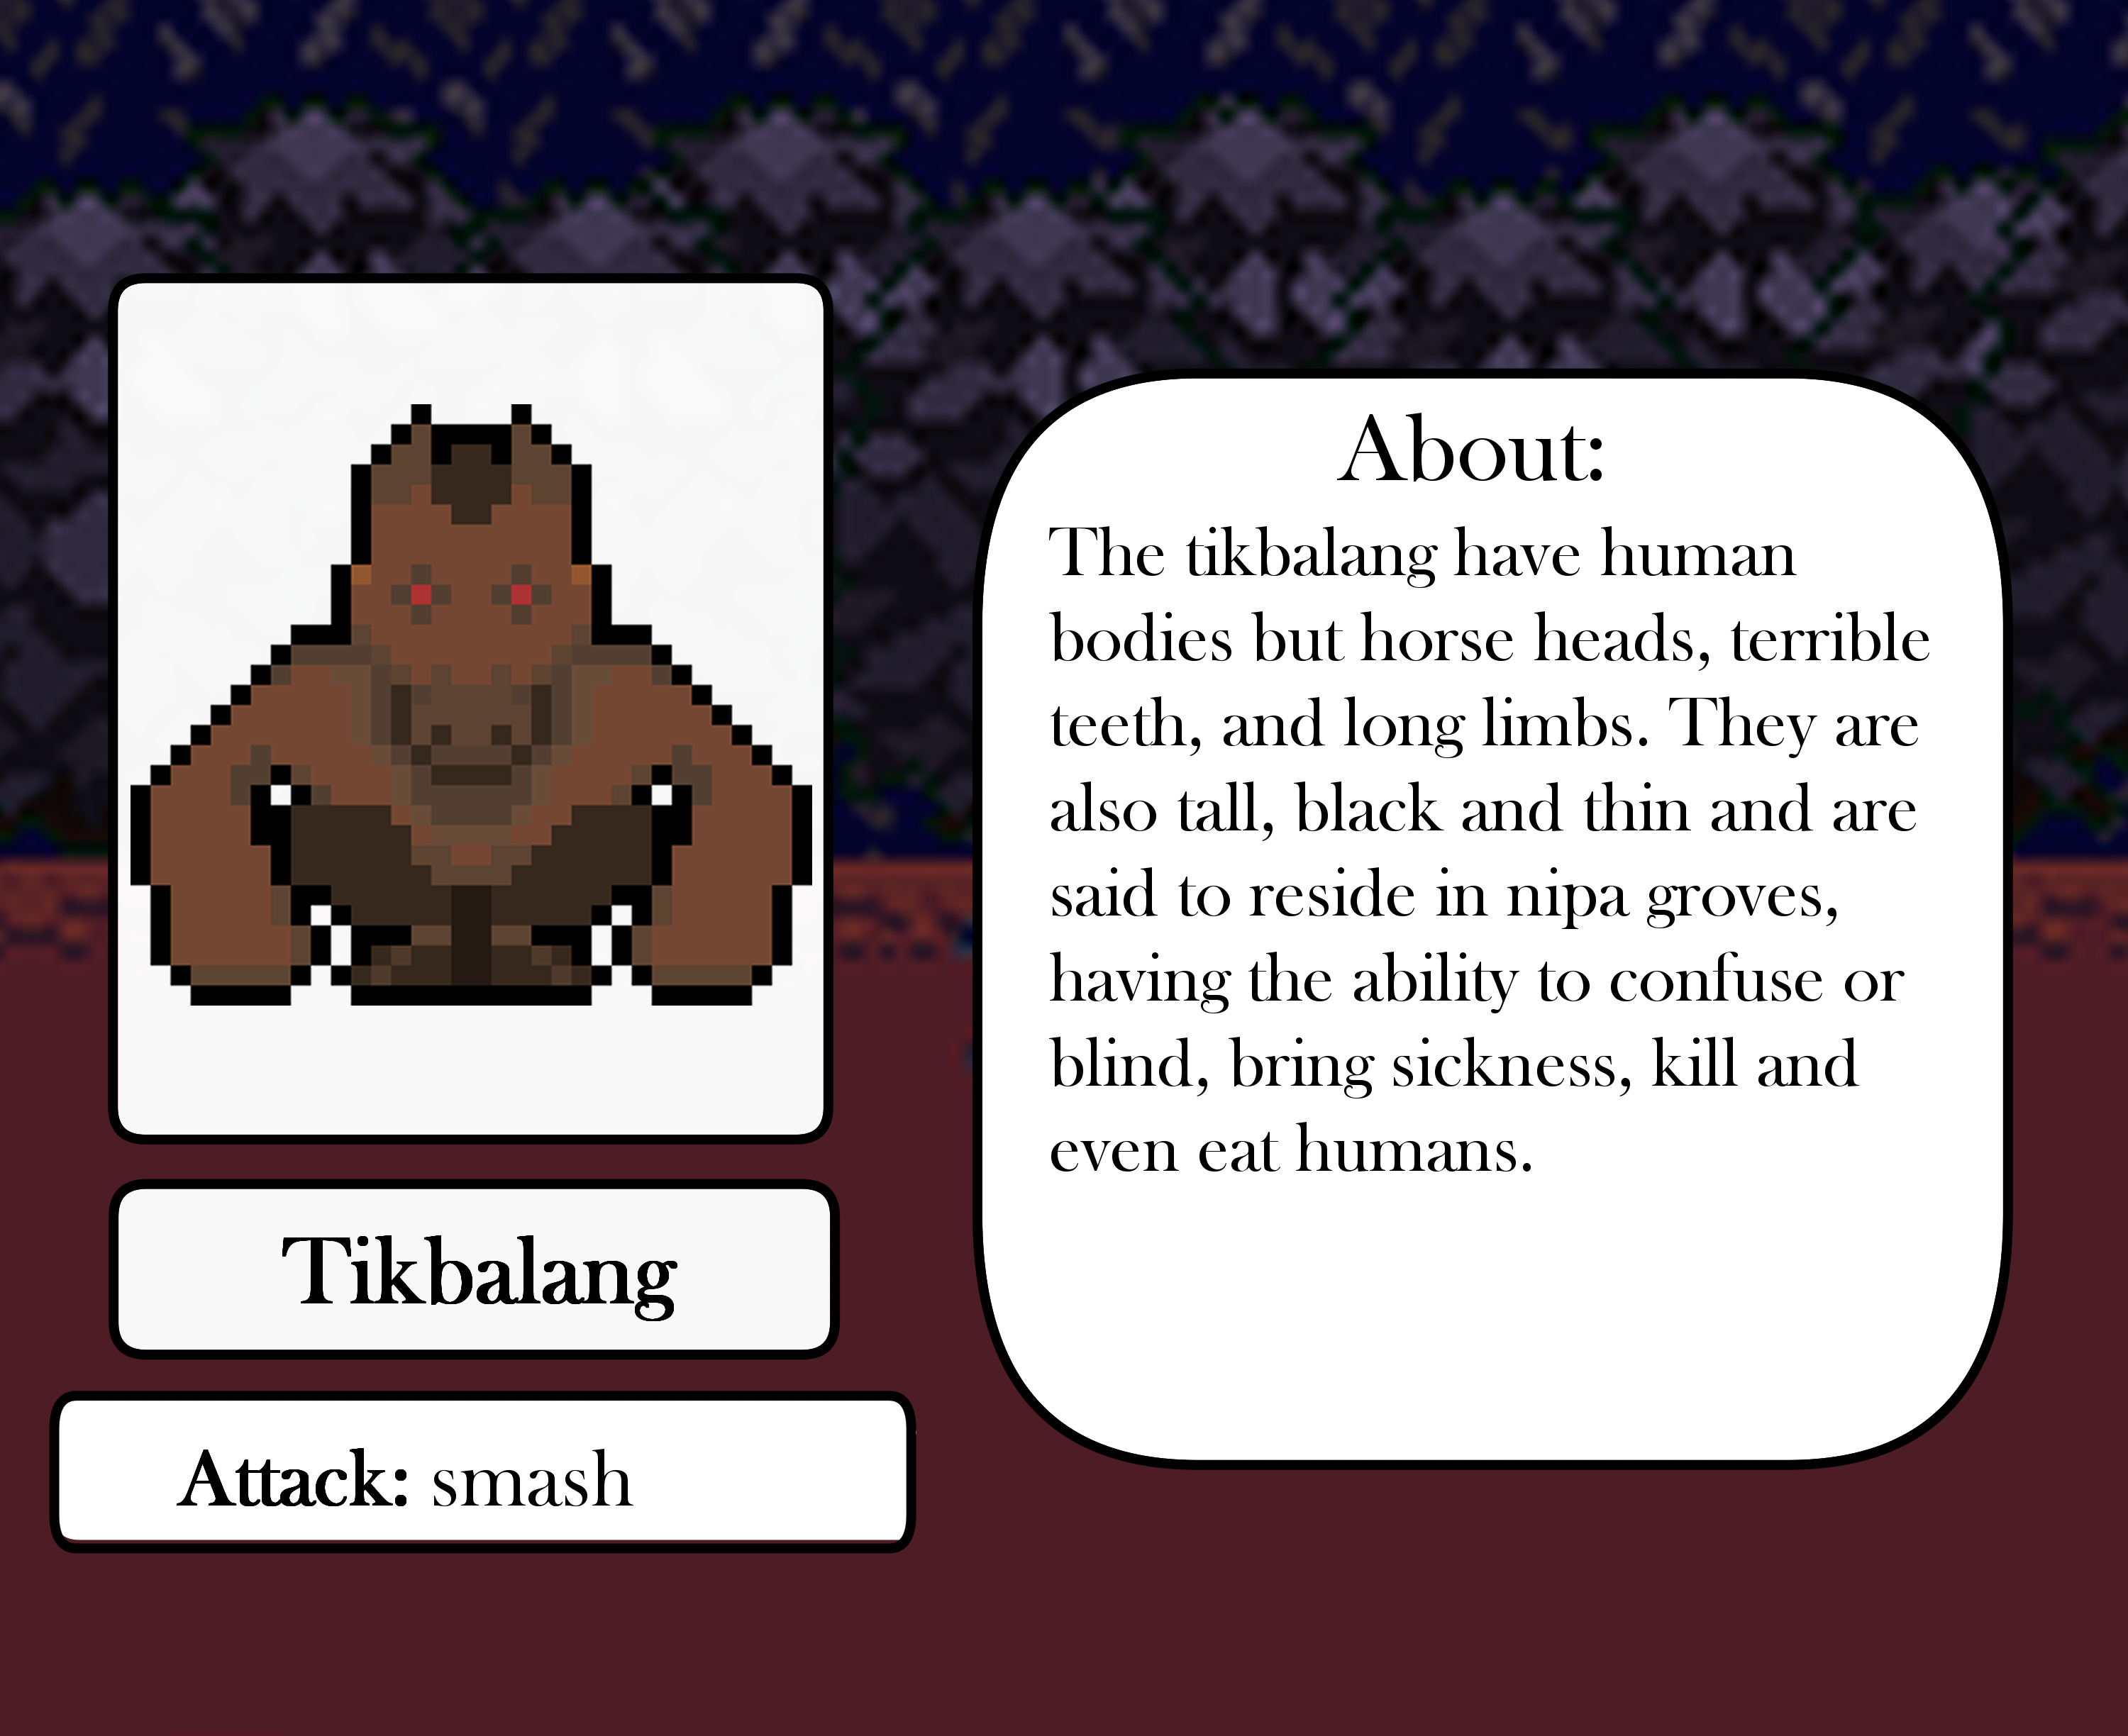 Tikbalang
Attack: smash
About:
The tikbalang have human
bodies but horse heads, terrible
teeth, and long limbs. They are
also tall, black and thin and are
said to reside in nipa groves,
having the ability to confuse or
blind, bring sickness, kill and
even eat humans.